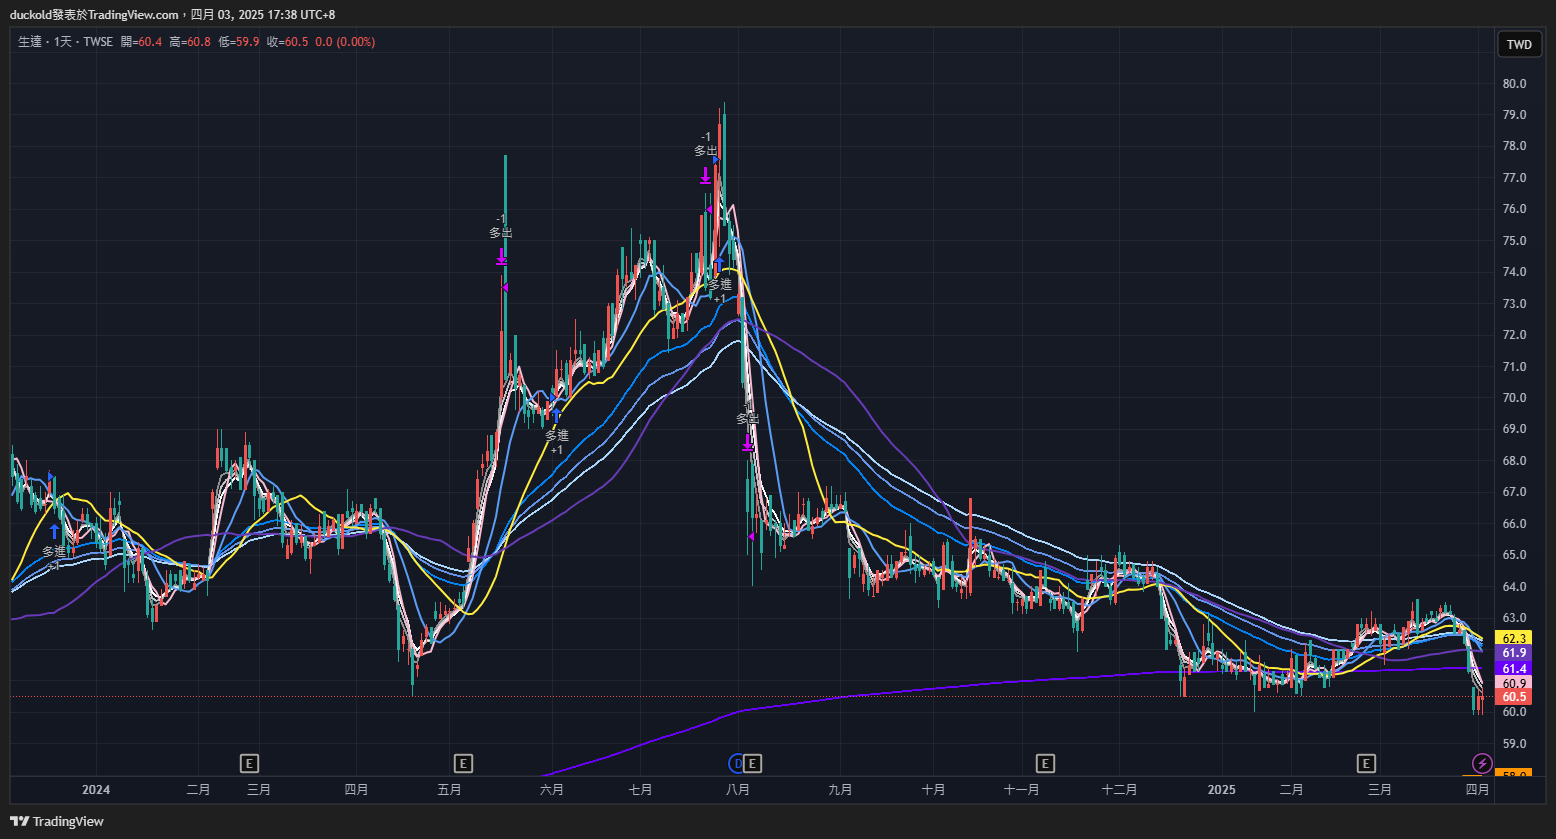 duckold發表於TradingView.com，四月 03, 2025 17:38 UTC+8
生達 · 1天 · TWSE 開=60.4 高=60.8 低=59.9 收=60.5 0.0 (0.00%)
TWD
80.0
79.0
78.0
77.0
76.0
75.0
74.0
73.0
72.0
71.0
70.0
69.0
68.0
67.0
66.0
65.0
64.0
63.0
62.3
61.9
61.4
60.9
60.5
60.0
59.0
58.0
-1
多出
-1
多出
多進
+1
多出
多進
+1
多進
+1
E
E
D
E
E
E
2024
二月
三月
四月
五月
六月
七月
八月
九月
十月
十一月
十二月
2025
二月
三月
四月
TradingView